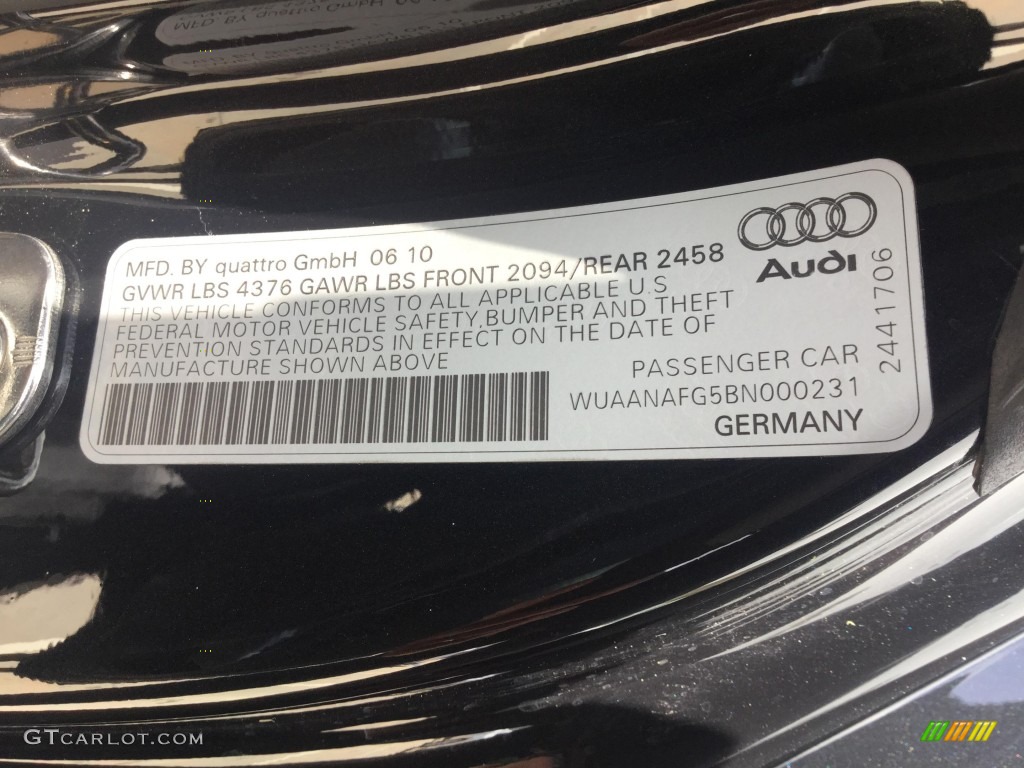 MFD. BY quattro GmbH 06 10
GVWR LBS 4376 GAWR LBS FRONT 2094/REAR 2458
THIS VEHICLE CONFORMS TO ALL APPLICABLE U S
FEDERAL MOTOR VEHICLE SAFETY BUMPER AND THEFT
PREVENTION STANDARDS IN EFFECT ON THE DATE OF
MANUFACTURE SHOWN ABOVE
Audi
2441706
PASSENGER CAR
WUAANAFG5BN000231
GERMANY
GTCARLOT.COM